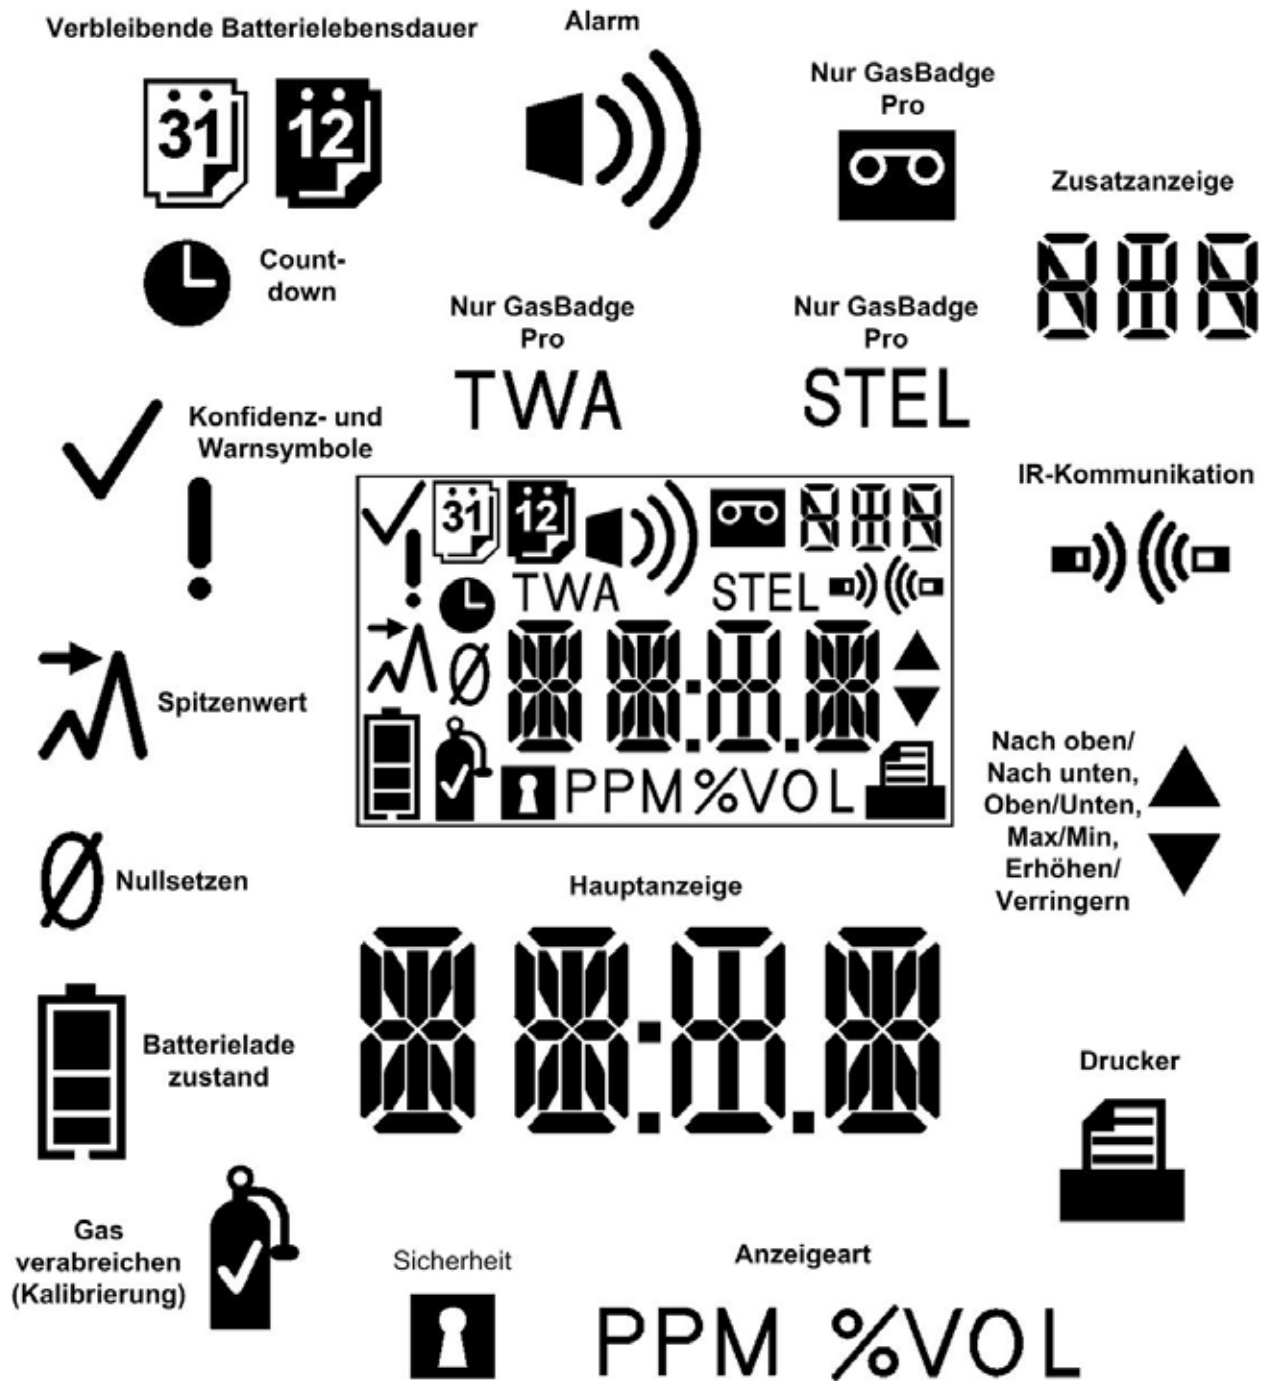 Verbleibende Batterielebensdauer
Alarm
31
12
Nur GasBadge
Pro
Zusatzanzeige
Count-
down
Nur GasBadge
Pro
TWA
Nur GasBadge
Pro
STEL
Konfidenz- und
Warnsymbole
!
IR-Kommunikation
31
12
!
TWA
STEL
Spitzenwert
PPM %VOL
Nach oben/
Nach unten,
Oben/Unten,
Max/Min,
Erhöhen/
Verringern
Nullsetzen
Hauptanzeige
Batterielade
zustand
Drucker
Gas
verabreichen
(Kalibrierung)
Sicherheit
Anzeigeart
PPM %VOL